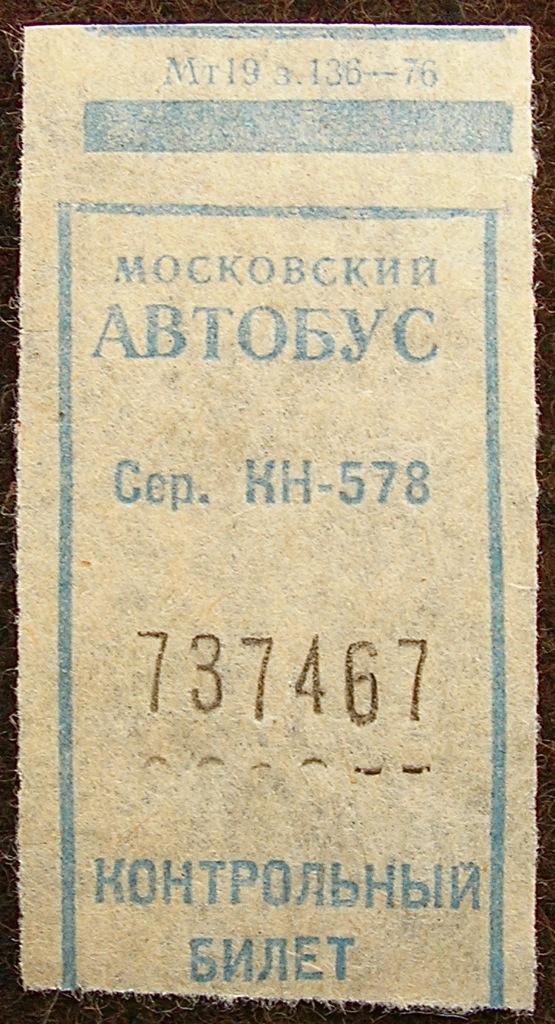 Мт19 з.136—76
МОСКОВСКИЙ
АВТОБУС
Сер. КН-578
737467
КОНТРОЛЬНЫЙ
БИЛЕТ